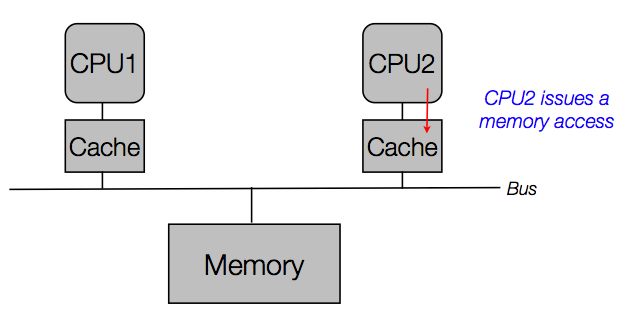 CPU1
CPU2
CPU2 issues a
memory access
Cache
Cache
Bus
Memory